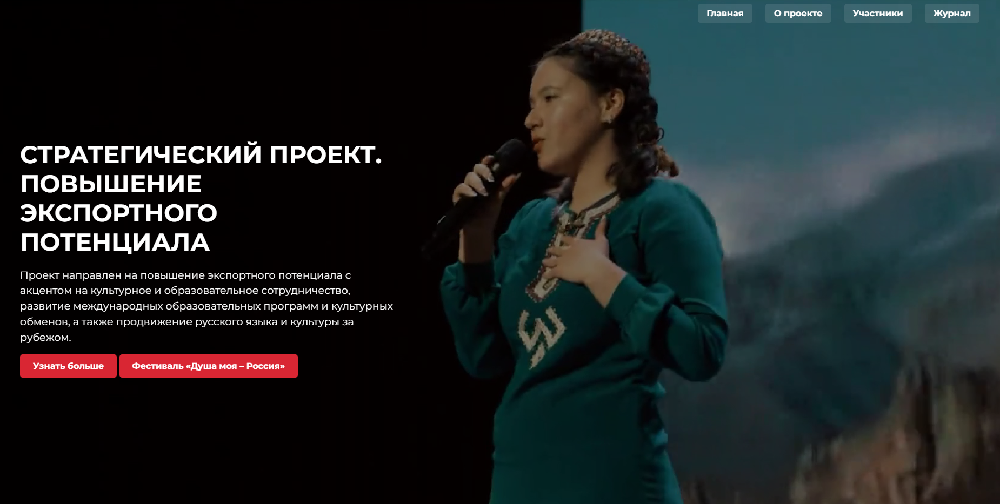 Главная
О проекте
Участники
Журнал
СТРАТЕГИЧЕСКИЙ ПРОЕКТ.
ПОВЫШЕНИЕ
ЭКСПОРТНОГО
ПОТЕНЦИАЛА
Проект направлен на повышение экспортного потенциала с
акцентом на культурное и образовательное сотрудничество,
развитие международных образовательных программ и культурных
обменов, а также продвижение русского языка и культуры за
рубежом.
Узнать больше
Фестиваль «Душа моя – Россия»